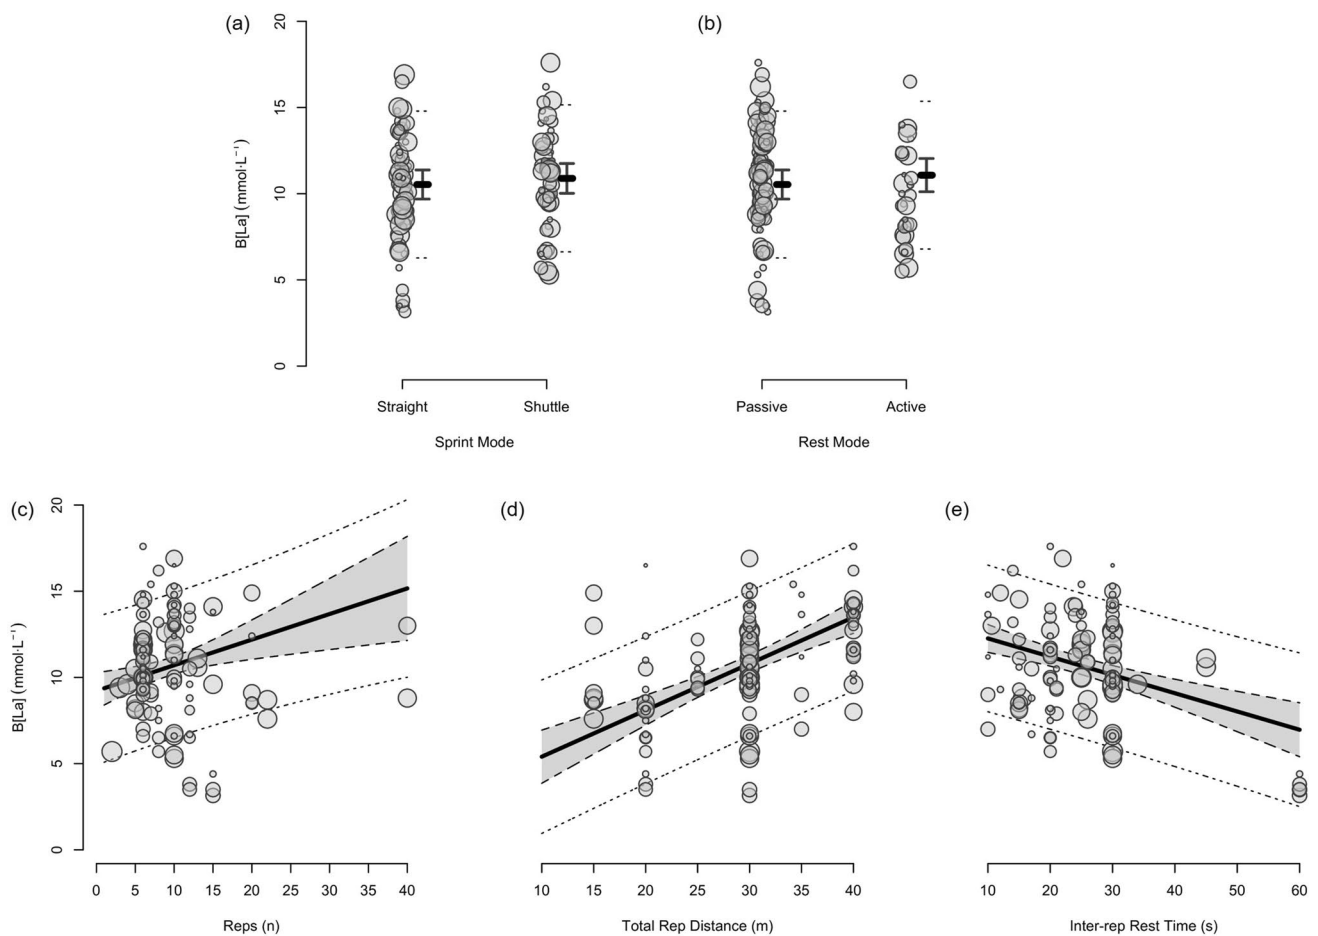 (a)
(b)
20
15
10
5
0
B[La] (mmol·L⁻¹)
Straight
Shuttle
Passive
Active
Sprint Mode
Rest Mode
(c)
(d)
(e)
20
15
10
5
0
B[La] (mmol·L⁻¹)
0 5 10 15 20 25 30 35 40
10 15 20 25 30 35 40
10 20 30 40 50 60
Reps (n)
Total Rep Distance (m)
Inter-rep Rest Time (s)